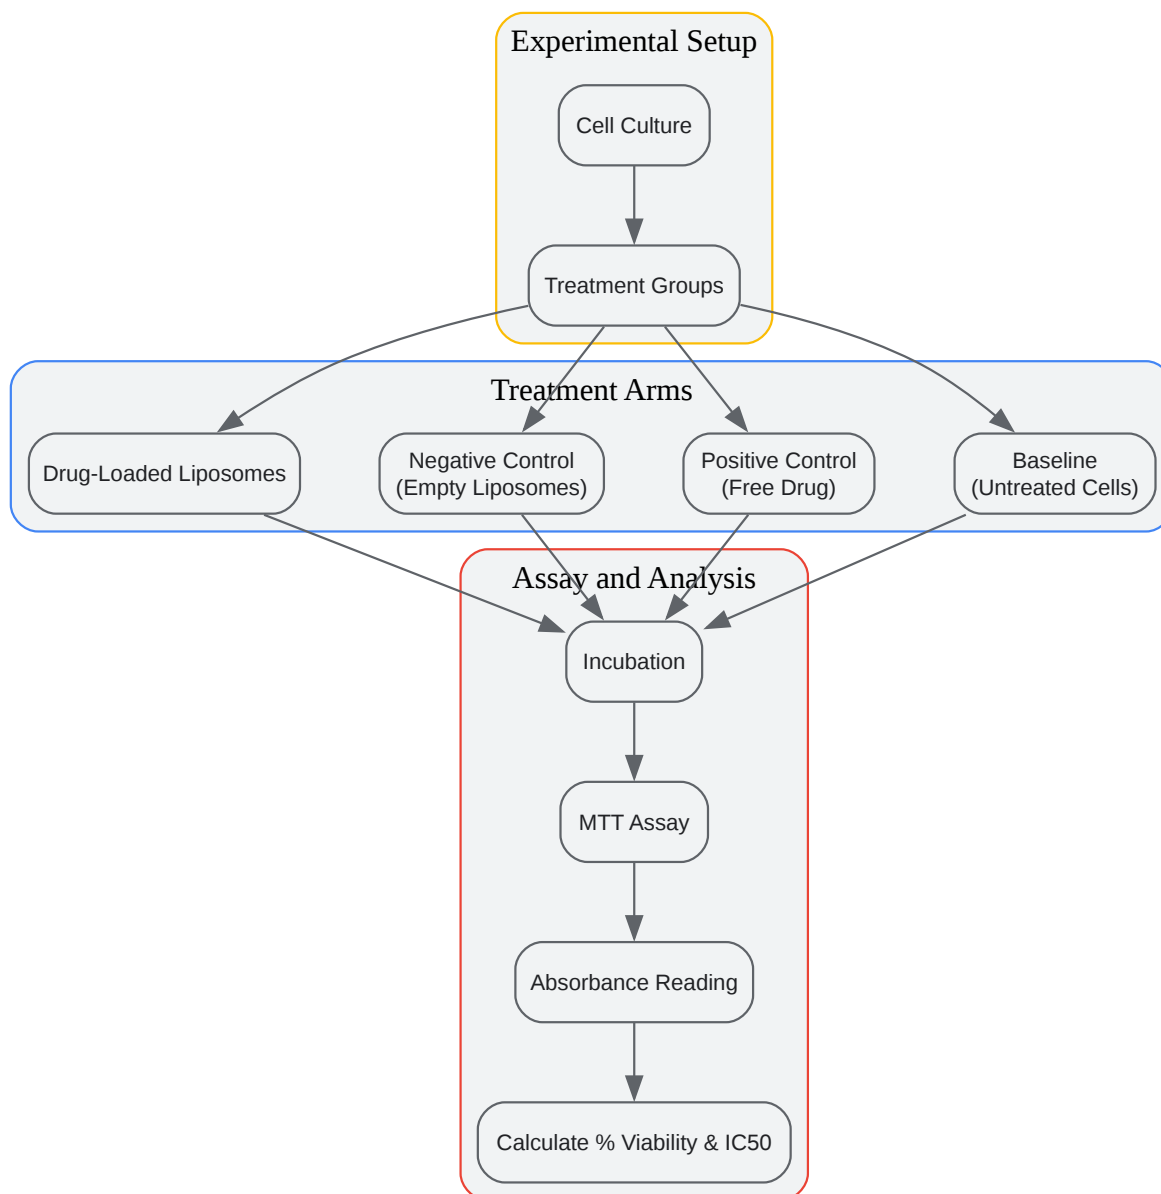 Experimental Setup
Cell Culture
Treatment Groups
Treatment Arms
Drug-Loaded Liposomes
Negative Control
(Empty Liposomes)
Positive Control
(Free Drug)
Baseline
(Untreated Cells)
Assay and Analysis
Incubation
MTT Assay
Absorbance Reading
Calculate % Viability & IC50